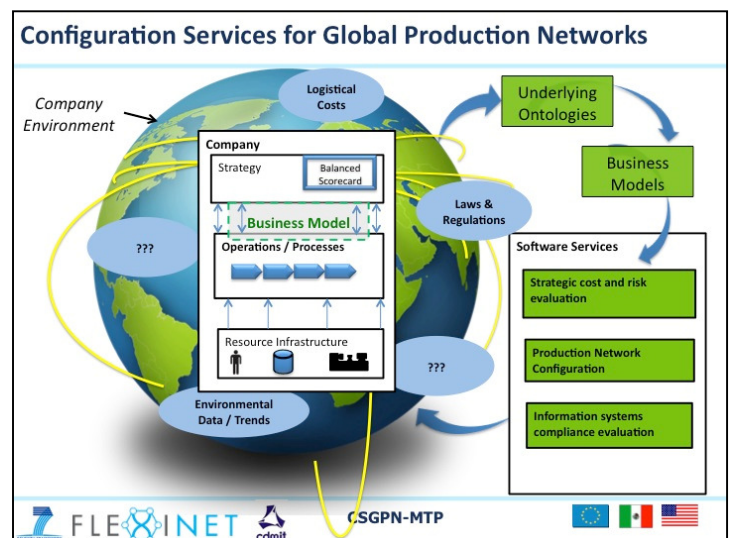 Configuration Services for Global Production Networks
Company
Environment
Logistical
Costs
Underlying
Ontologies
Business
Models
Company
Strategy
Balanced
Scorecard
Business Model
Operations / Processes
Resource Infrastructure
???
Laws &
Regulations
???
Environmental
Data / Trends
Software Services
Strategic cost and risk
evaluation
Production Network
Configuration
Information systems
compliance evaluation
FLEXINET
cdmit
CSGPN-MTP